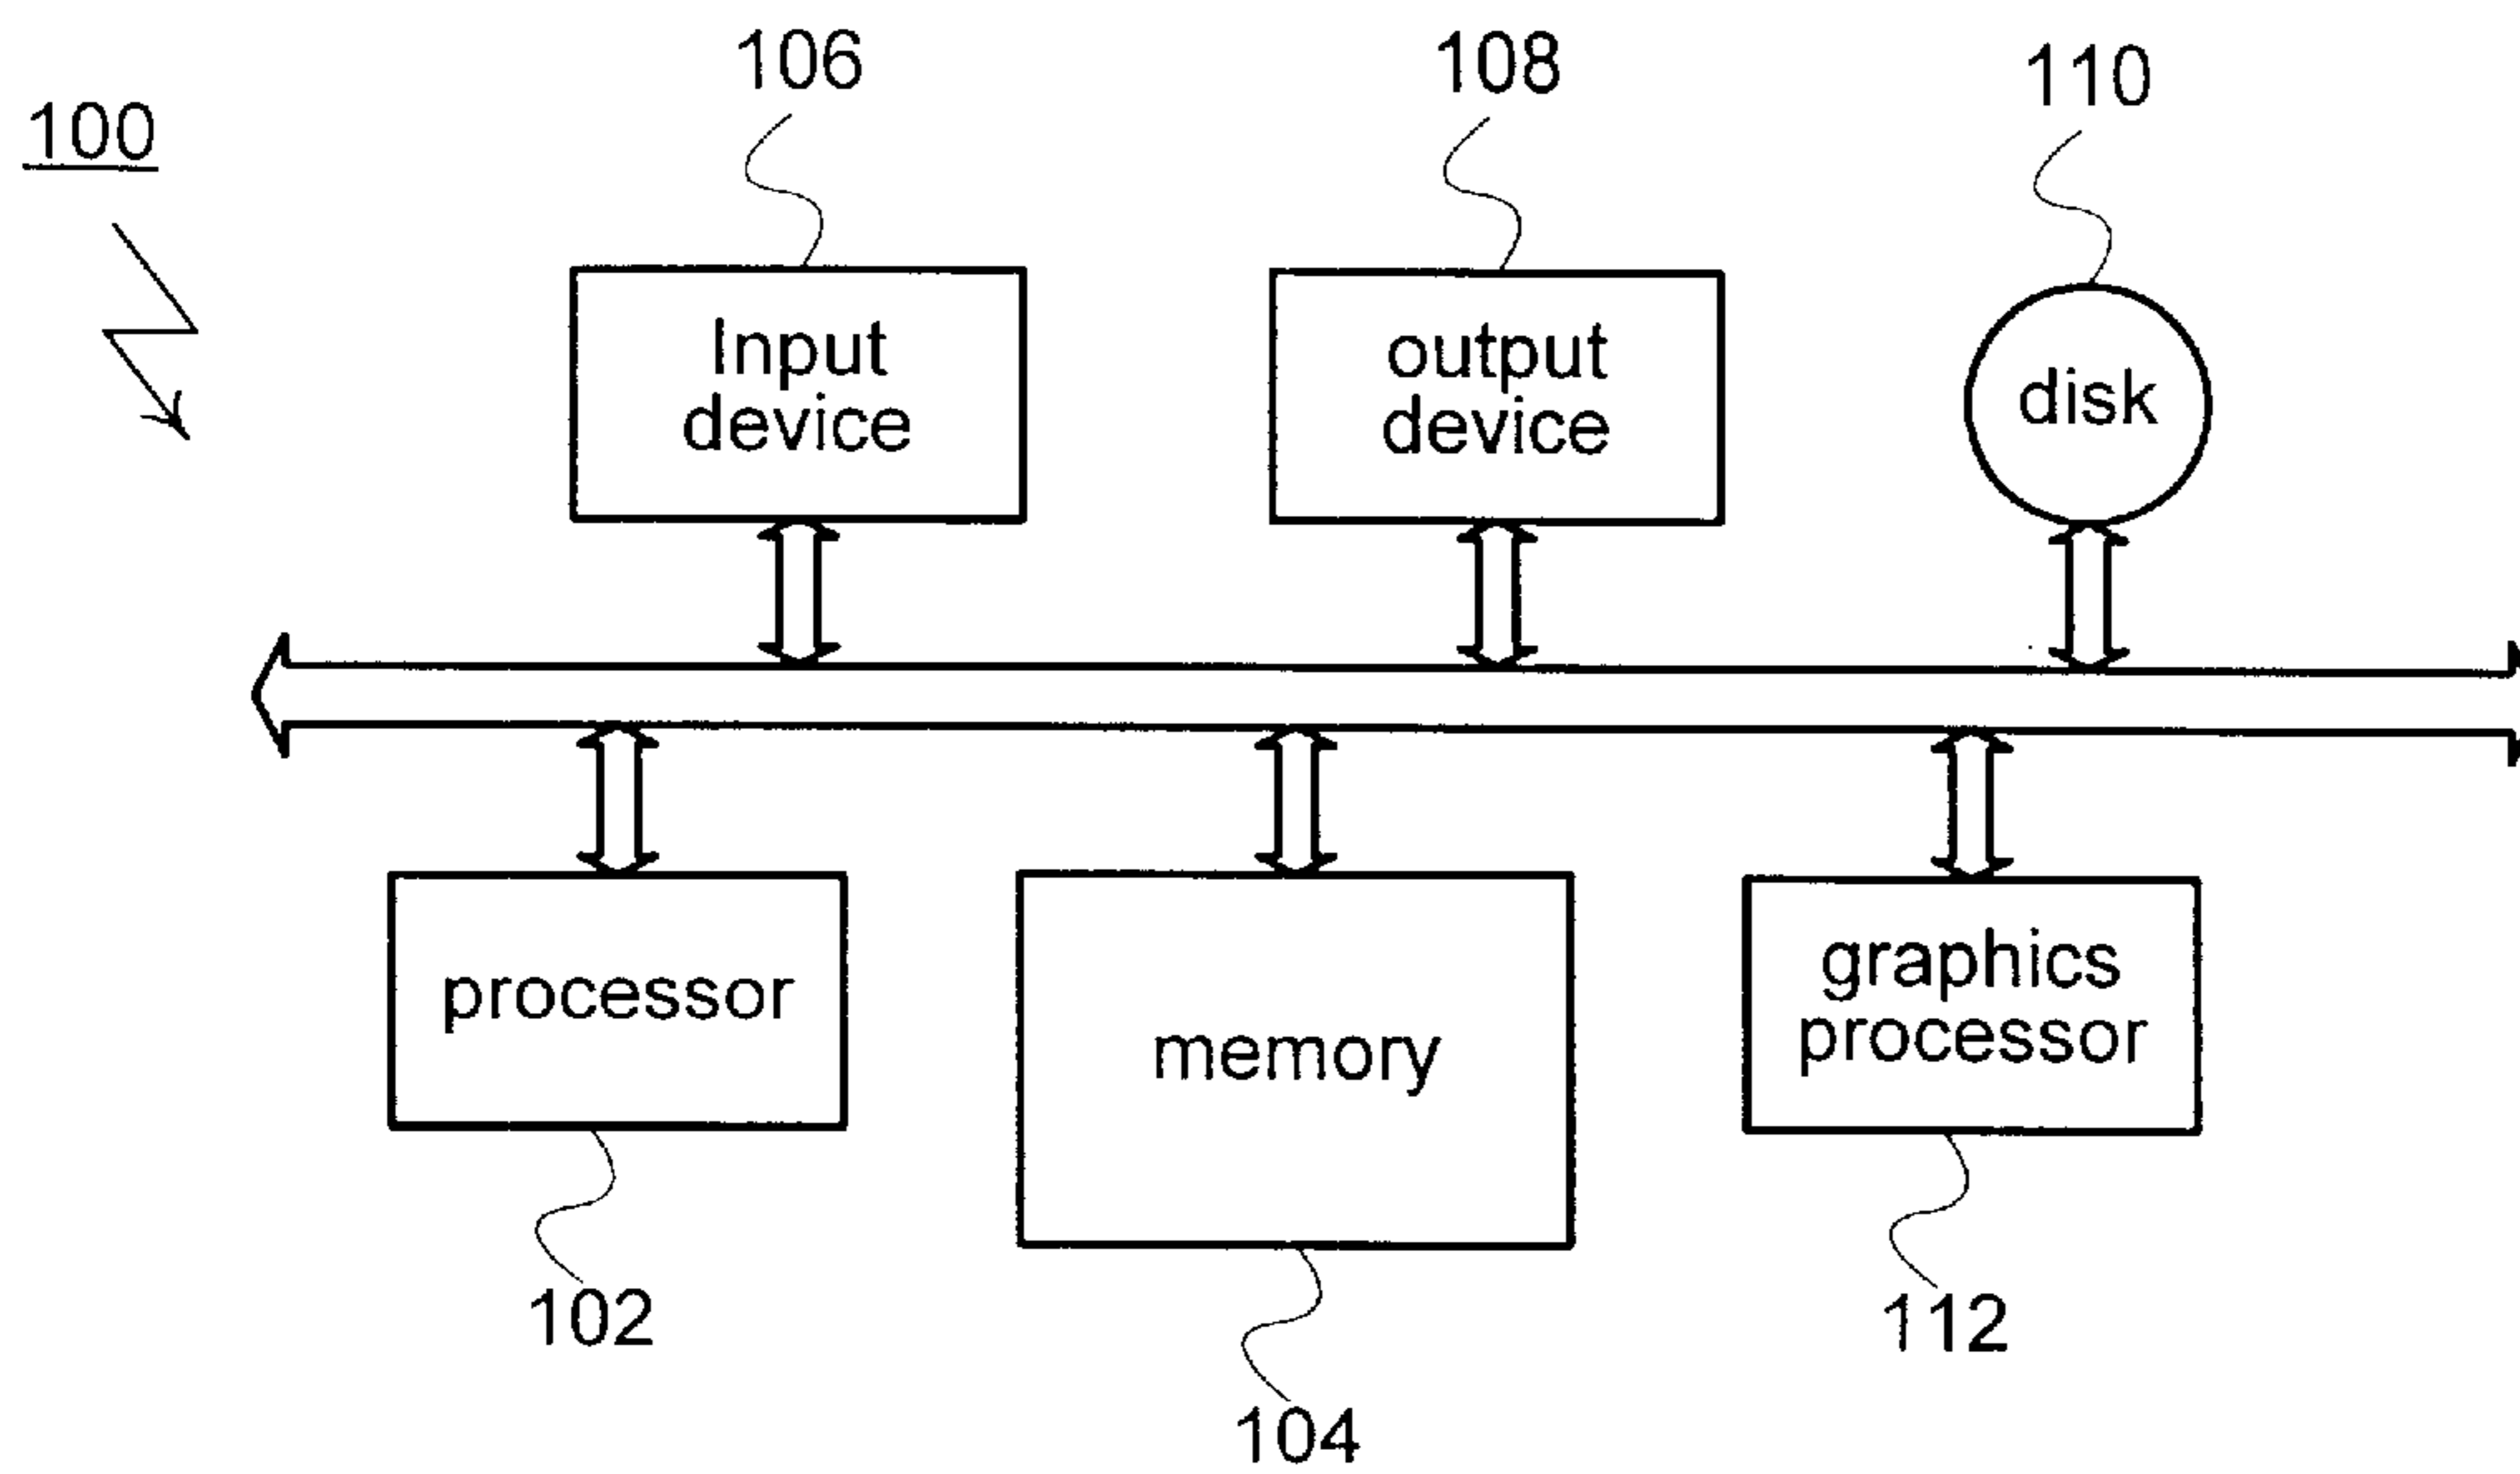 100
106
108
110
Input
device
output
device
disk
processor
memory
graphics
processor
102
104
112